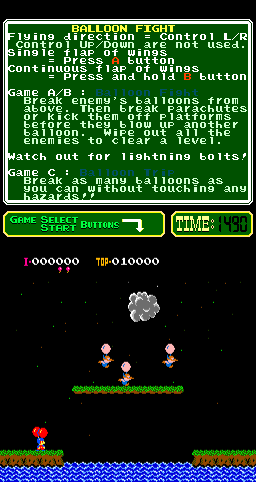 BALLOON FIGHT
Flying direction = Control L/R
Control Up/Down are not used.
Single flap of wings
= Press A button
Continuous flap of wings
= Press and hold B button
Game A/B : Balloon Fight
Break enemy's balloons from
above. Then break parachutes
or kick them off platforms
before they blow up another
balloon. Wipe out all the
enemies to clear a level.
Watch out for lightning bolts!
Game C : Balloon Trip
Break as many balloons as
you can without touching any
hazards!!
GAME SELECT
START BUTTONS
TIME: 1490
I-000000 TOP-010000